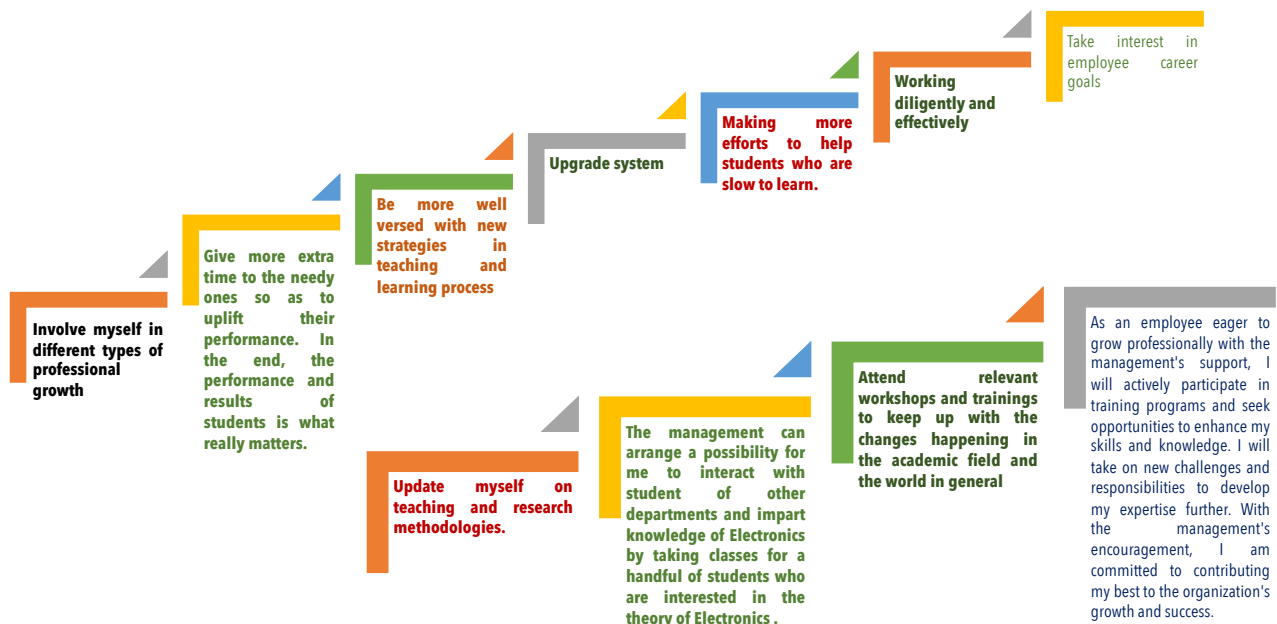 Involve myself in
different types of
professional
growth
Give more extra
time to the needy
ones so as to
uplift their
performance. In
the end, the
performance and
results of
students is what
really matters.
Be more well
versed with new
strategies in
teaching and
learning process
Upgrade system
Making more
efforts to help
students who are
slow to learn.
Working
diligently and
effectively
Take interest in
employee career
goals
Update myself on
teaching and research
methodologies.
The management can
arrange a possibility for
me to interact with
student of other
departments and impart
knowledge of Electronics
by taking classes for a
handful of students who
are interested in the
theory of Electronics .
Attend relevant
workshops and trainings
to keep up with the
changes happening in
the academic field and
the world in general
As an employee eager to
grow professionally with the
management's support, I
will actively participate in
training programs and seek
opportunities to enhance my
skills and knowledge. I will
take on new challenges and
responsibilities to develop
my expertise further. With
the management's
encouragement, I am
committed to contributing
my best to the organization's
growth and success.